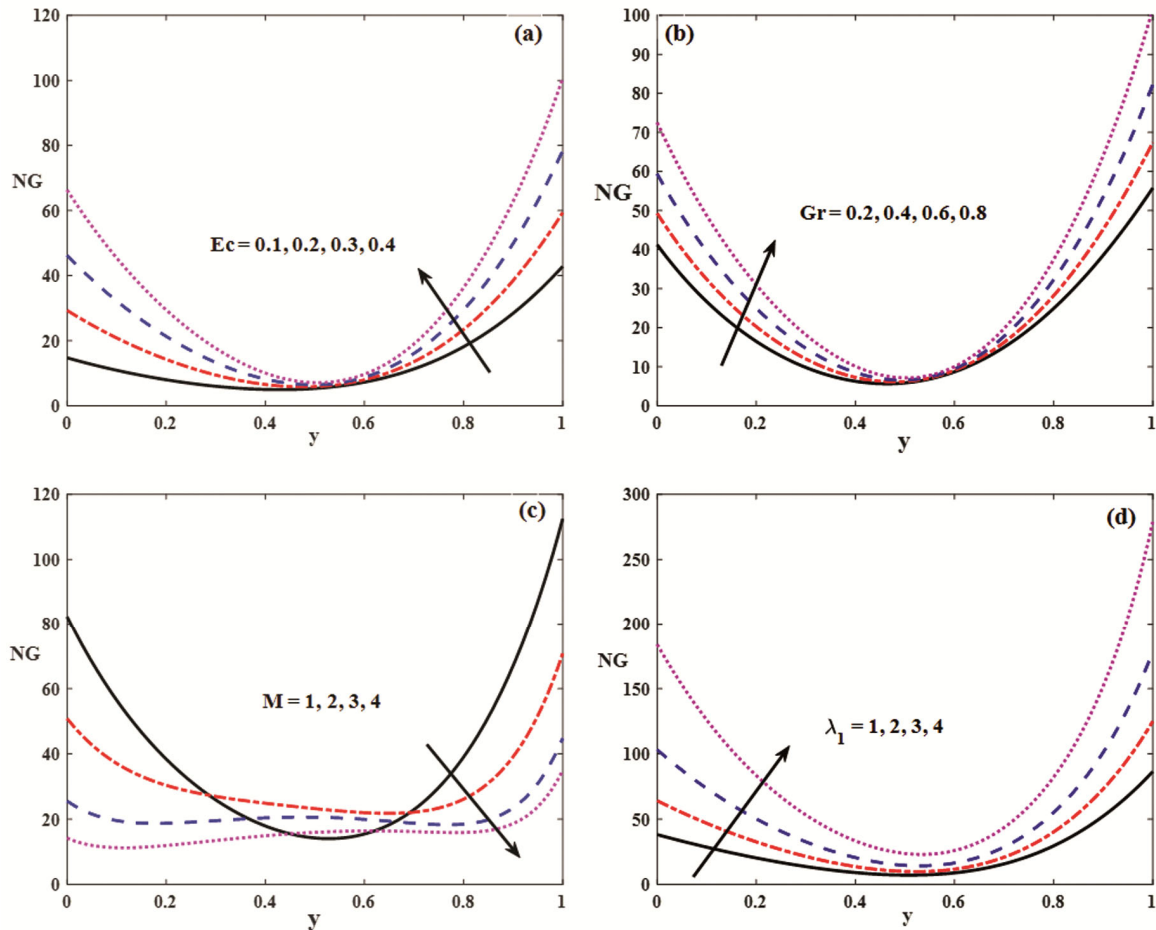 (a)
120
100
80
60
40
20
0
NG
Ec = 0.1, 0.2, 0.3, 0.4
0 0.2 0.4 0.6 0.8 1
y
(b)
100
90
80
70
60
50
40
30
20
10
0
NG
Gr = 0.2, 0.4, 0.6, 0.8
0 0.2 0.4 0.6 0.8 1
y
(c)
120
100
80
60
40
20
0
NG
M = 1, 2, 3, 4
0 0.2 0.4 0.6 0.8 1
y
(d)
300
250
200
150
100
50
0
NG
λ1 = 1, 2, 3, 4
0 0.2 0.4 0.6 0.8 1
y